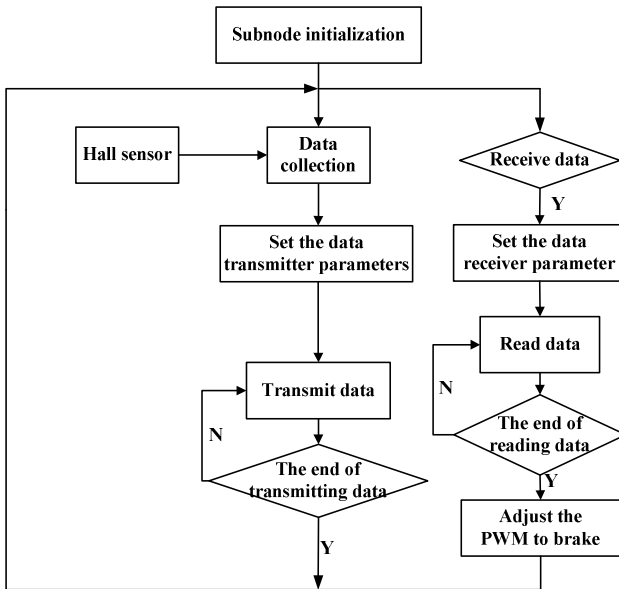 Subnode initialization
Hall sensor
Data
collection
Set the data
transmitter parameters
Transmit data
N
The end of
transmitting data
Y
Receive data
Y
Set the data
receiver parameter
Read data
N
The end of
reading data
Y
Adjust the
PWM to brake